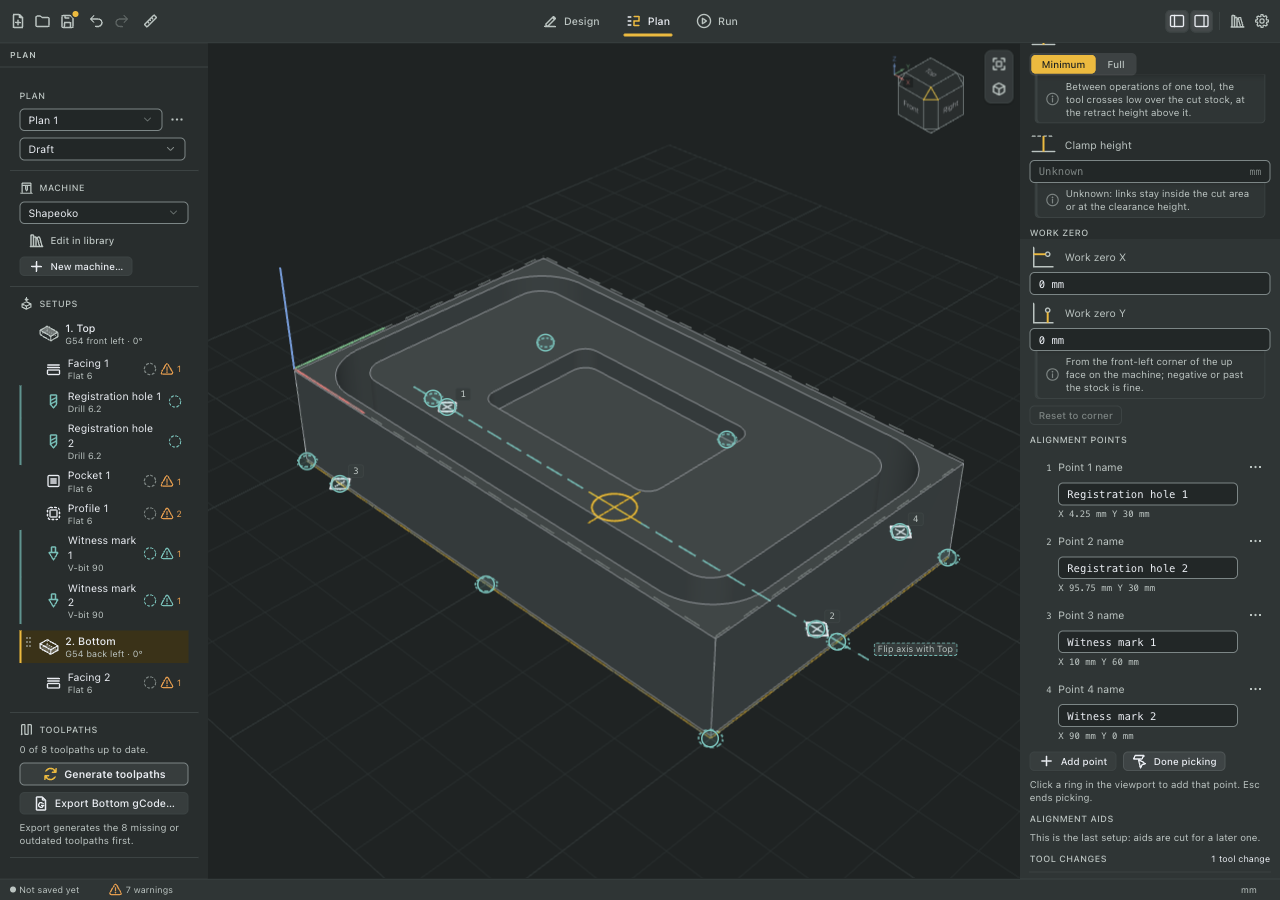 Design
Plan
Run
PLAN
PLAN
Plan 1
Draft
MACHINE
Shapeoko
Edit in library
New machine...
SETUPS
1. Top
G54 front left · 0°
Facing 1
Flat 6
1
Registration hole 1
Drill 6.2
Registration hole
2
Drill 6.2
Pocket 1
Flat 6
1
Profile 1
Flat 6
2
Witness mark
1
V-bit 90
1
Witness mark
2
V-bit 90
1
2. Bottom
G54 back left · 0°
Facing 2
Flat 6
1
TOOLPATHS
0 of 8 toolpaths up to date.
Generate toolpaths
Export Bottom gCode...
Export generates the 8 missing or
outdated toolpaths first.
Not saved yet
7 warnings
Top
Front
Right
1
3
4
2
Flip axis with Top
Minimum
Full
Between operations of one tool, the
tool crosses low over the cut stock, at
the retract height above it.
Clamp height
Unknown mm
Unknown: links stay inside the cut area
or at the clearance height.
WORK ZERO
Work zero X
0 mm
Work zero Y
0 mm
From the front-left corner of the up
face on the machine; negative or past
the stock is fine.
Reset to corner
ALIGNMENT POINTS
1 Point 1 name
Registration hole 1
X 4.25 mm Y 30 mm
2 Point 2 name
Registration hole 2
X 95.75 mm Y 30 mm
3 Point 3 name
Witness mark 1
X 10 mm Y 60 mm
4 Point 4 name
Witness mark 2
X 90 mm Y 0 mm
Add point
Done picking
Click a ring in the viewport to add that point. Esc
ends picking.
ALIGNMENT AIDS
This is the last setup: aids are cut for a later one.
TOOL CHANGES
1 tool change
mm